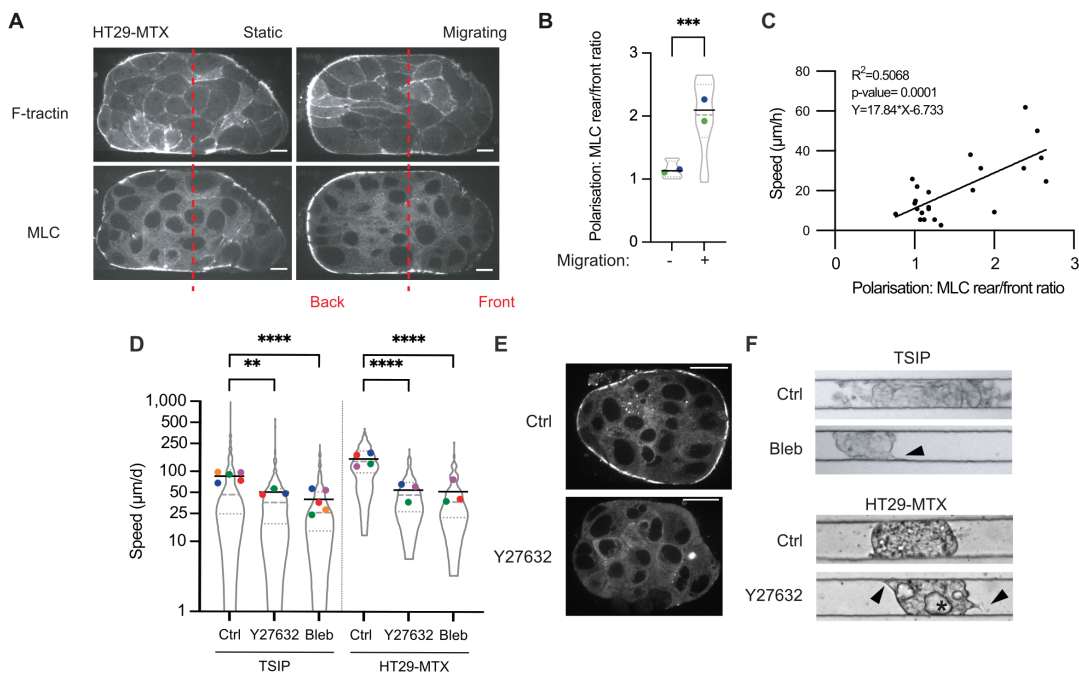 A
HT29-MTX
Static
Migrating
F-tractin
MLC
Back
Front
B
***
Polarisation: MLC rear/front ratio
3
2
1
0
Migration:
-
+
C
R²=0.5068
p-value= 0.0001
Y=17.84*X-6.733
Speed (µm/h)
80
60
40
20
0
0
1
2
3
Polarisation: MLC rear/front ratio
D
****
**
****
****
Speed (µm/d)
1,000
500
250
100
50
25
10
1
Ctrl
Y27632
Bleb
Ctrl
Y27632
Bleb
TSIP
HT29-MTX
E
Ctrl
Y27632
F
TSIP
Ctrl
Bleb
HT29-MTX
Ctrl
Y27632
*